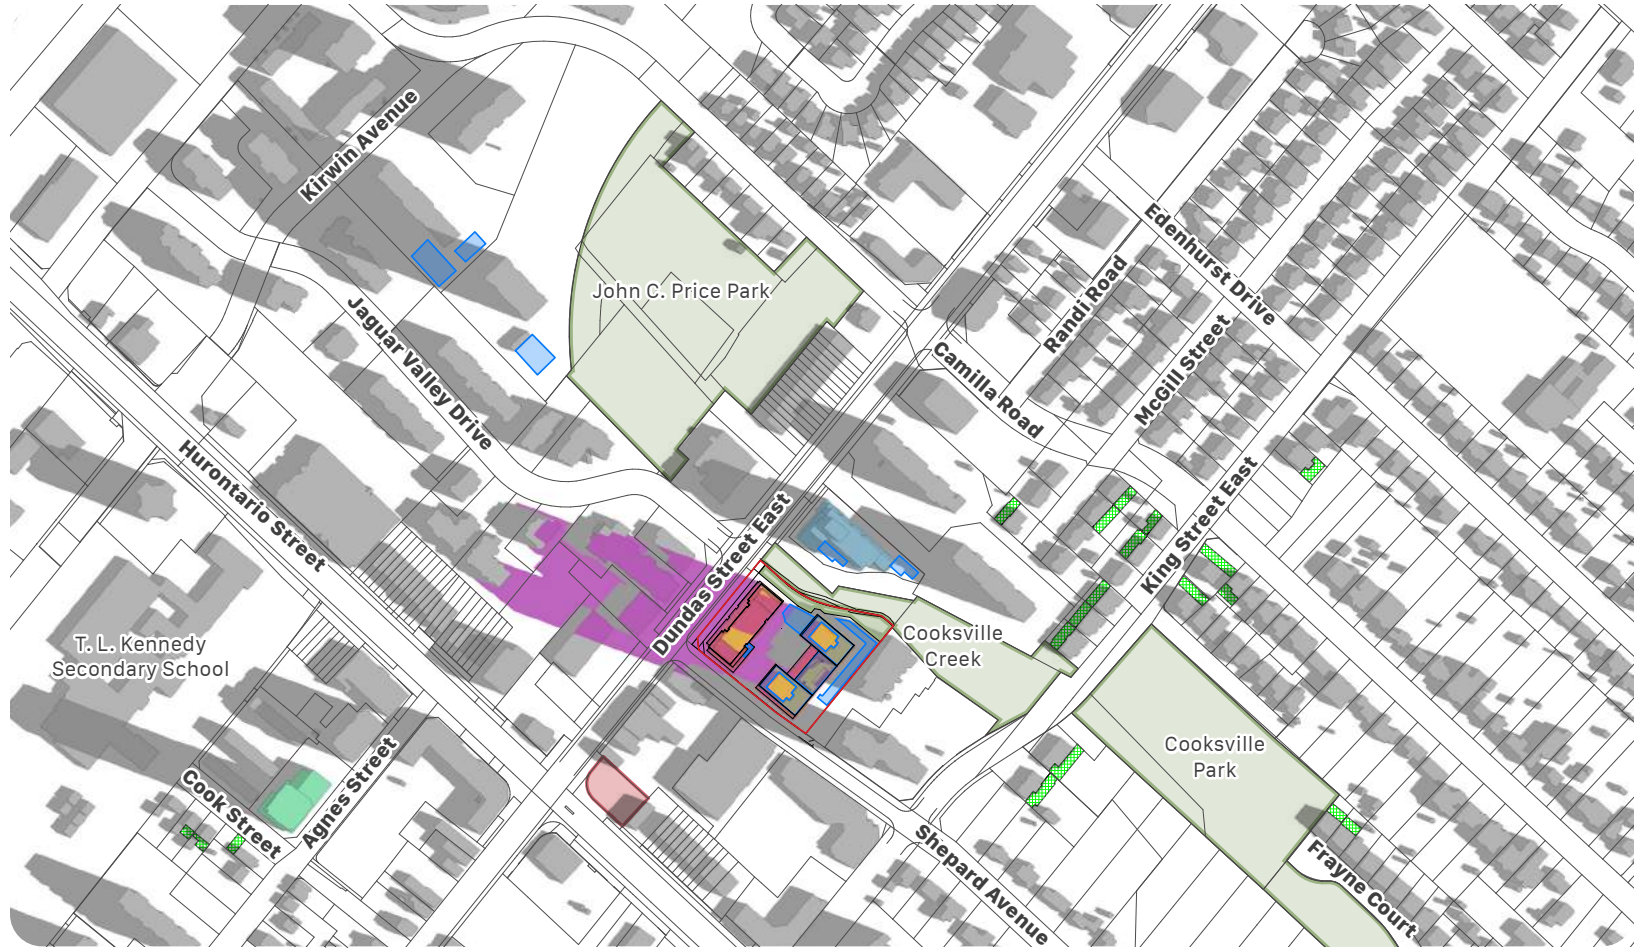 Kirwin Avenue
John C. Price Park
Edenhurst Drive
Randi Road
Jaguar Valley Drive
Camilla Road
McGill Street
Hurontario Street
King Street East
Dundas Street East
T. L. Kennedy
Secondary School
Cooksville
Creek
Cooksville
Park
Cook Street
Agnes Street
Shepard Avenue
Frayne Court